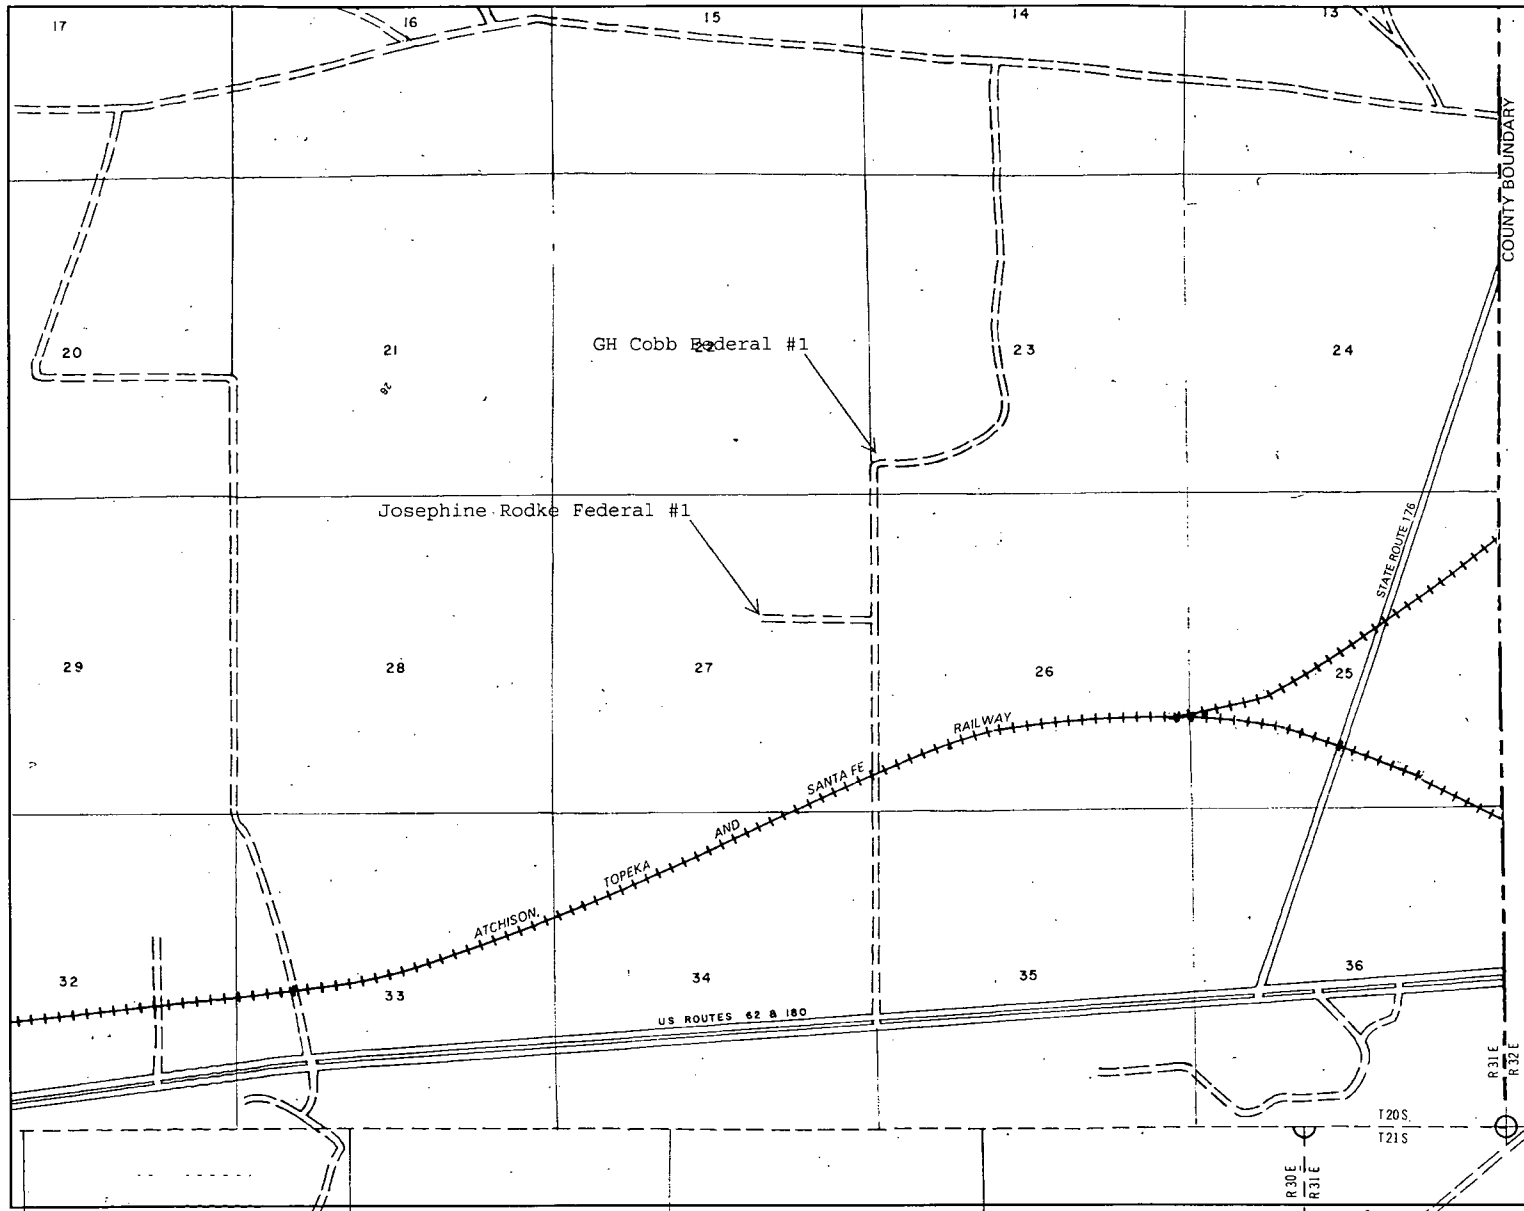 17
16
15
14
13
COUNTY BOUNDARY
20
21
28
GH Cobb Federal #1
22
23
24
Josephine Rodke Federal #1
STATE ROUTE 176
29
28
27
26
25
RAILWAY
SANTA FE
AND
TOPEKA
ATCHISON,
32
33
34
35
36
US ROUTES 62 & 180
R31E
R32E
T20S
T21S
R30E
R31E